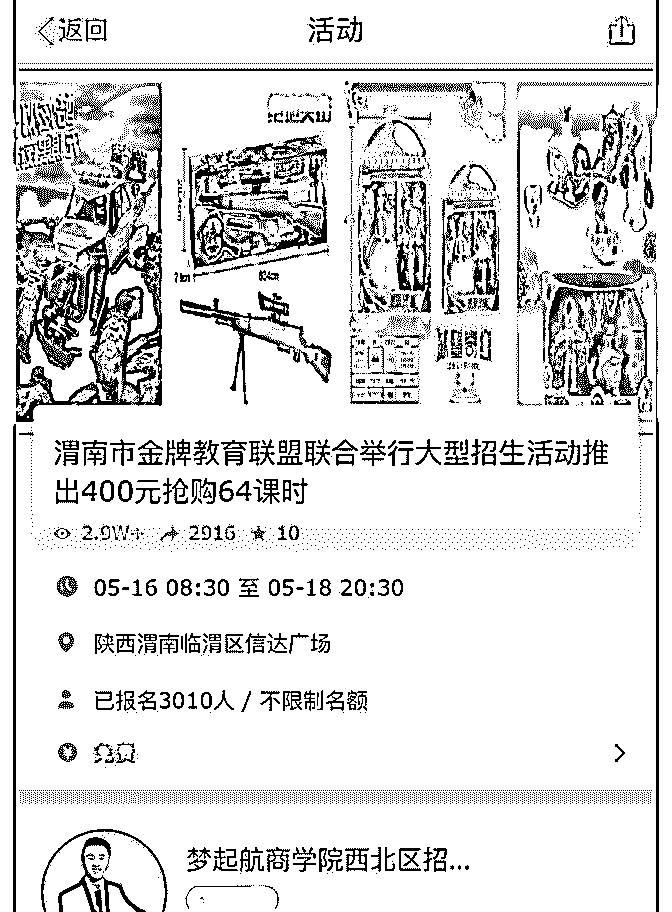 返回
活动
渭南市金牌教育联盟联合举行大型招生活动推
出400元抢购64课时
2.9W+ 2916 10
05-16 08:30 至 05-18 20:30
陕西渭南临渭区信达广场
已报名3010人 / 不限制名额
免费
梦起航商学院西北区招...